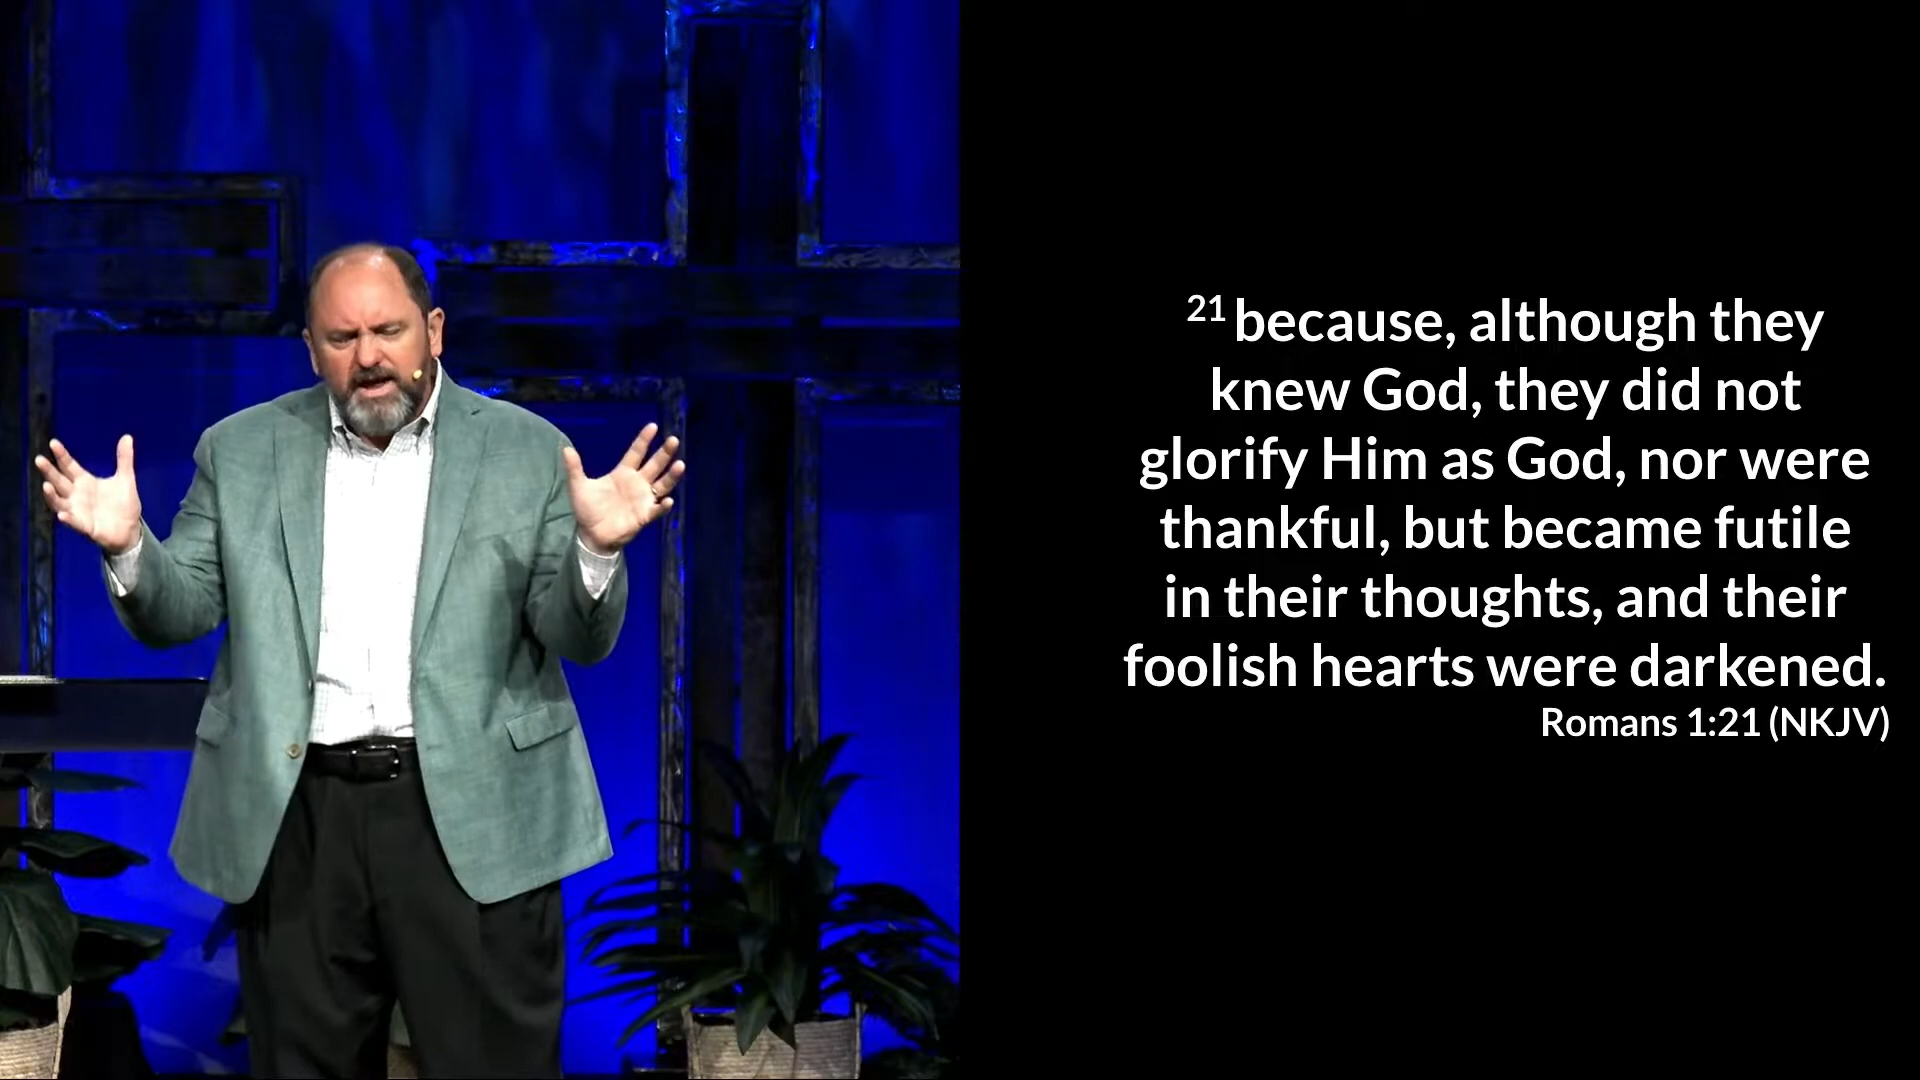 21 because, although they
knew God, they did not
glorify Him as God, nor were
thankful, but became futile
in their thoughts, and their
foolish hearts were darkened.
Romans 1:21 (NKJV)